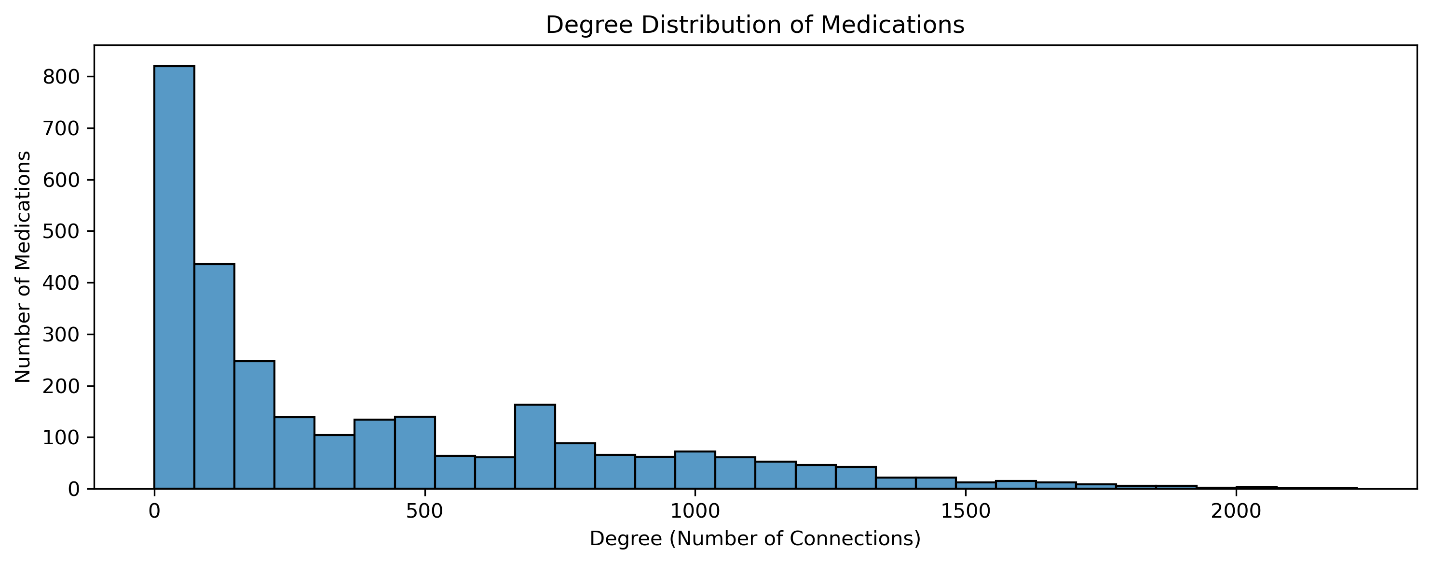 Degree Distribution of Medications
800
700
600
500
400
300
200
100
0
Number of Medications
0 500 1000 1500 2000
Degree (Number of Connections)